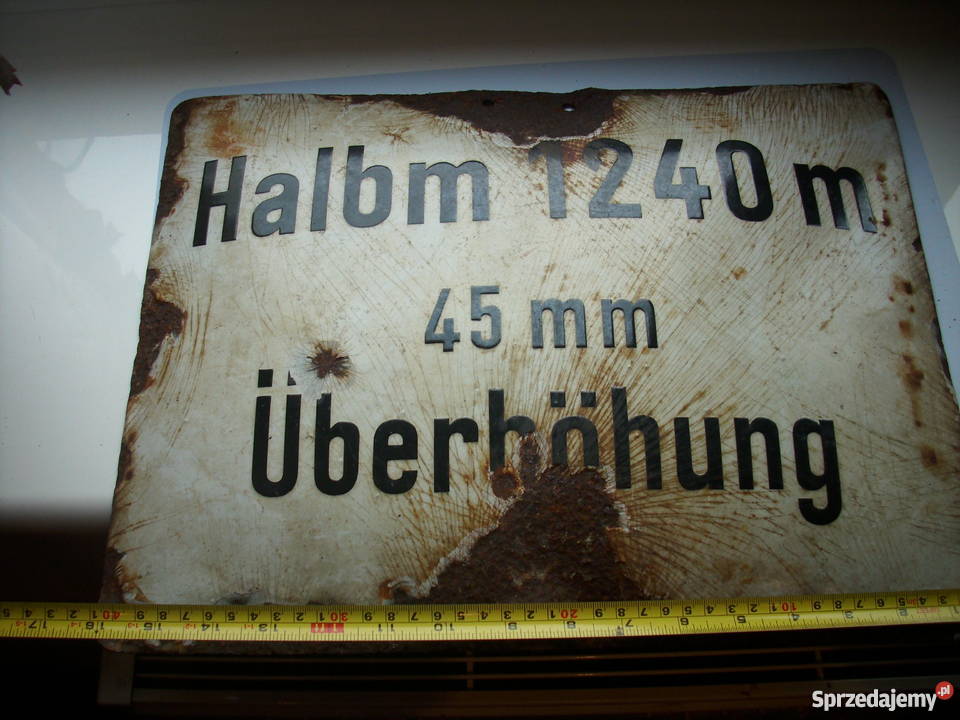 Halbm 1240 m
45 mm
Überhöhung
Sprzedajemy.pl